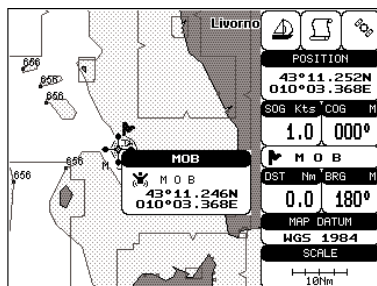 Livorno
656
656
656
656
656
M
MOB
M O B
43°11.246N
010°03.368E
POSITION
43°11.252N
010°03.368E
SOG Kts COG M
1.0 000°
M O B
DST Nm BRG M
0.0 180°
MAP DATUM
WGS 1984
SCALE
10Nm